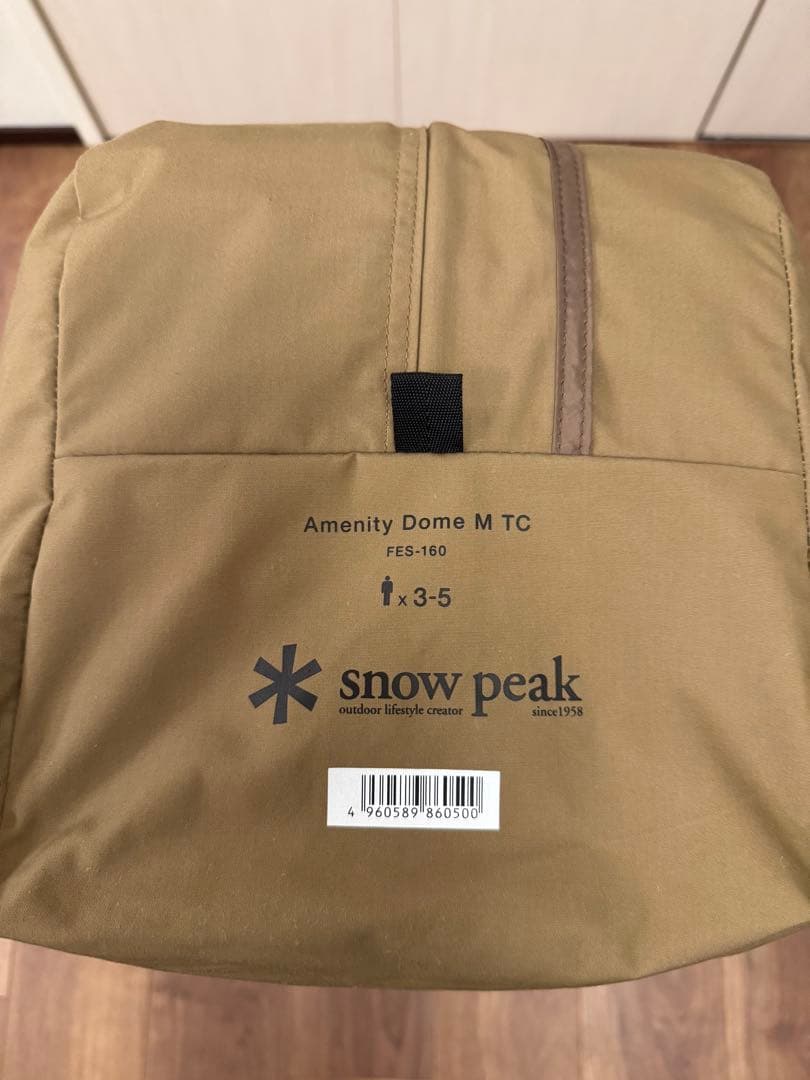 Amenity Dome M TC
FES-160
x 3-5
snow peak
outdoor lifestyle creator since1958
4 960589 860500